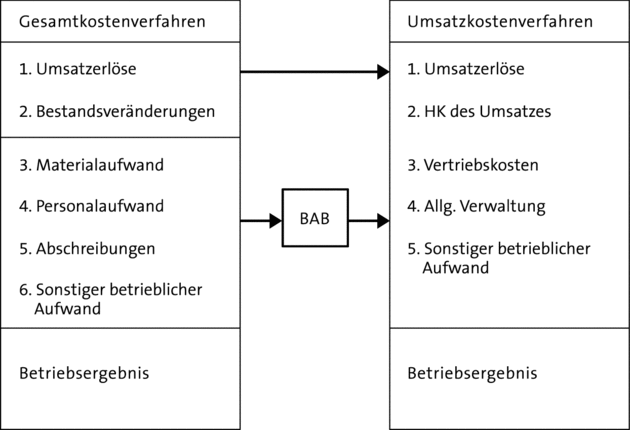 Gesamtkostenverfahren
1. Umsatzerlöse
2. Bestandsveränderungen
3. Materialaufwand
4. Personalaufwand
5. Abschreibungen
6. Sonstiger betrieblicher
Aufwand
Betriebsergebnis
BAB
Umsatzkostenverfahren
1. Umsatzerlöse
2. HK des Umsatzes
3. Vertriebskosten
4. Allg. Verwaltung
5. Sonstiger betrieblicher
Aufwand
Betriebsergebnis